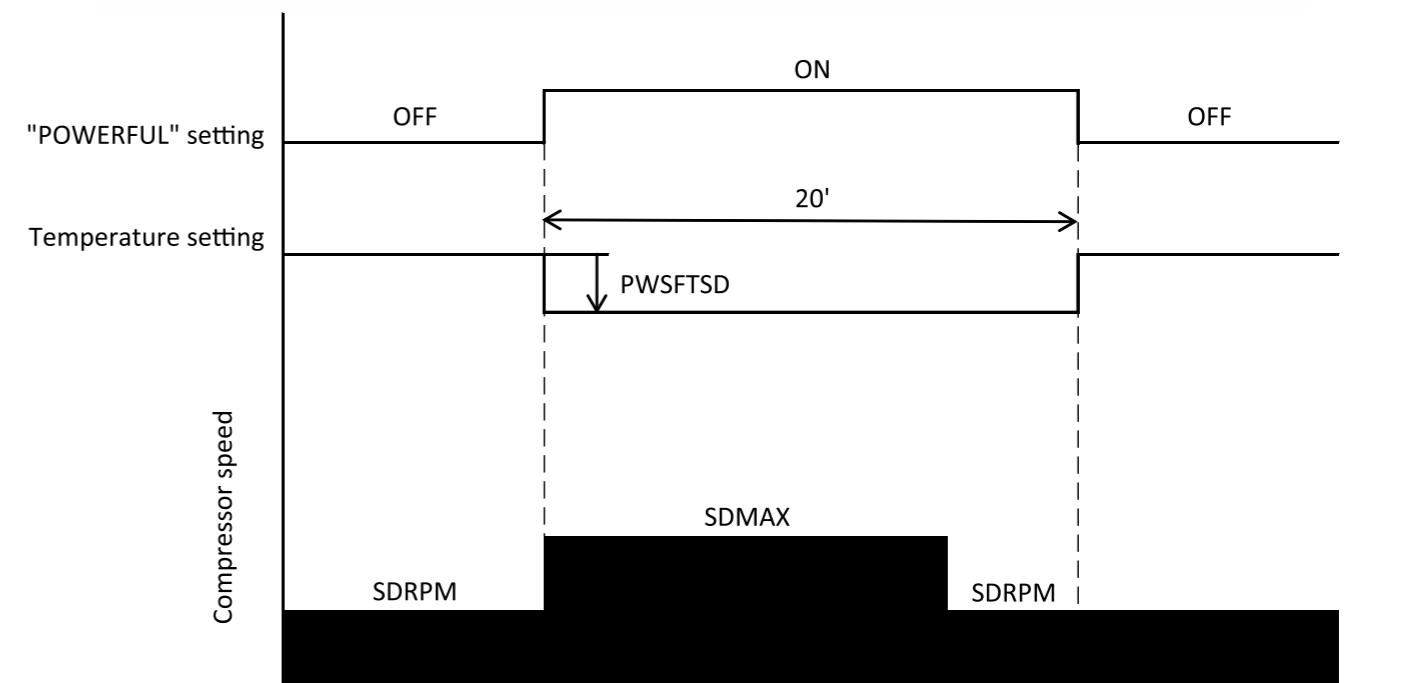 ON
OFF
OFF
"POWERFUL" setting
20'
Temperature setting
PWSFTSD
Compressor speed
SDMAX
SDRPM
SDRPM